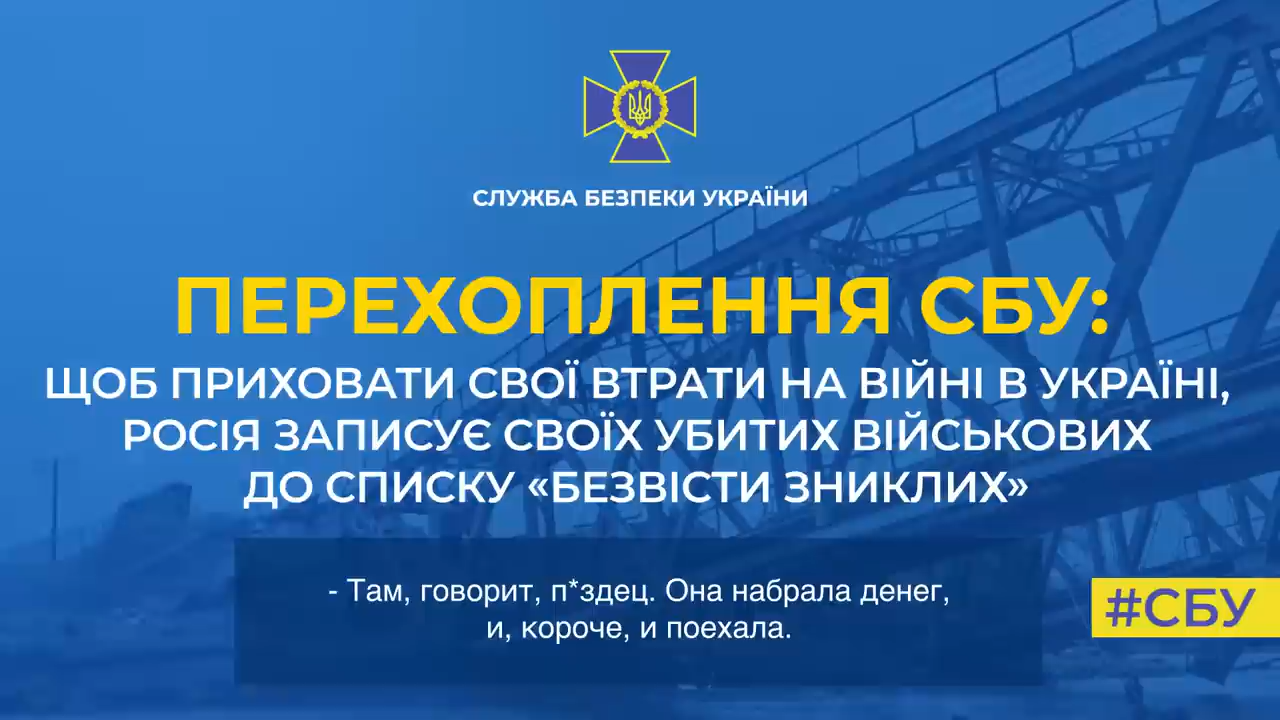 СЛУЖБА БЕЗПЕКИ УКРАЇНИ
ПЕРЕХОПЛЕННЯ СБУ:
ЩОБ ПРИХОВАТИ СВОЇ ВТРАТИ НА ВІЙНІ В УКРАЇНІ,
РОСІЯ ЗАПИСУЄ СВОЇХ УБИТИХ ВІЙСЬКОВИХ
ДО СПИСКУ «БЕЗВІСТИ ЗНИКЛИХ»
- Там, говорит, п*здец. Она набрала денег,
и, короче, и поехала.
#СБУ